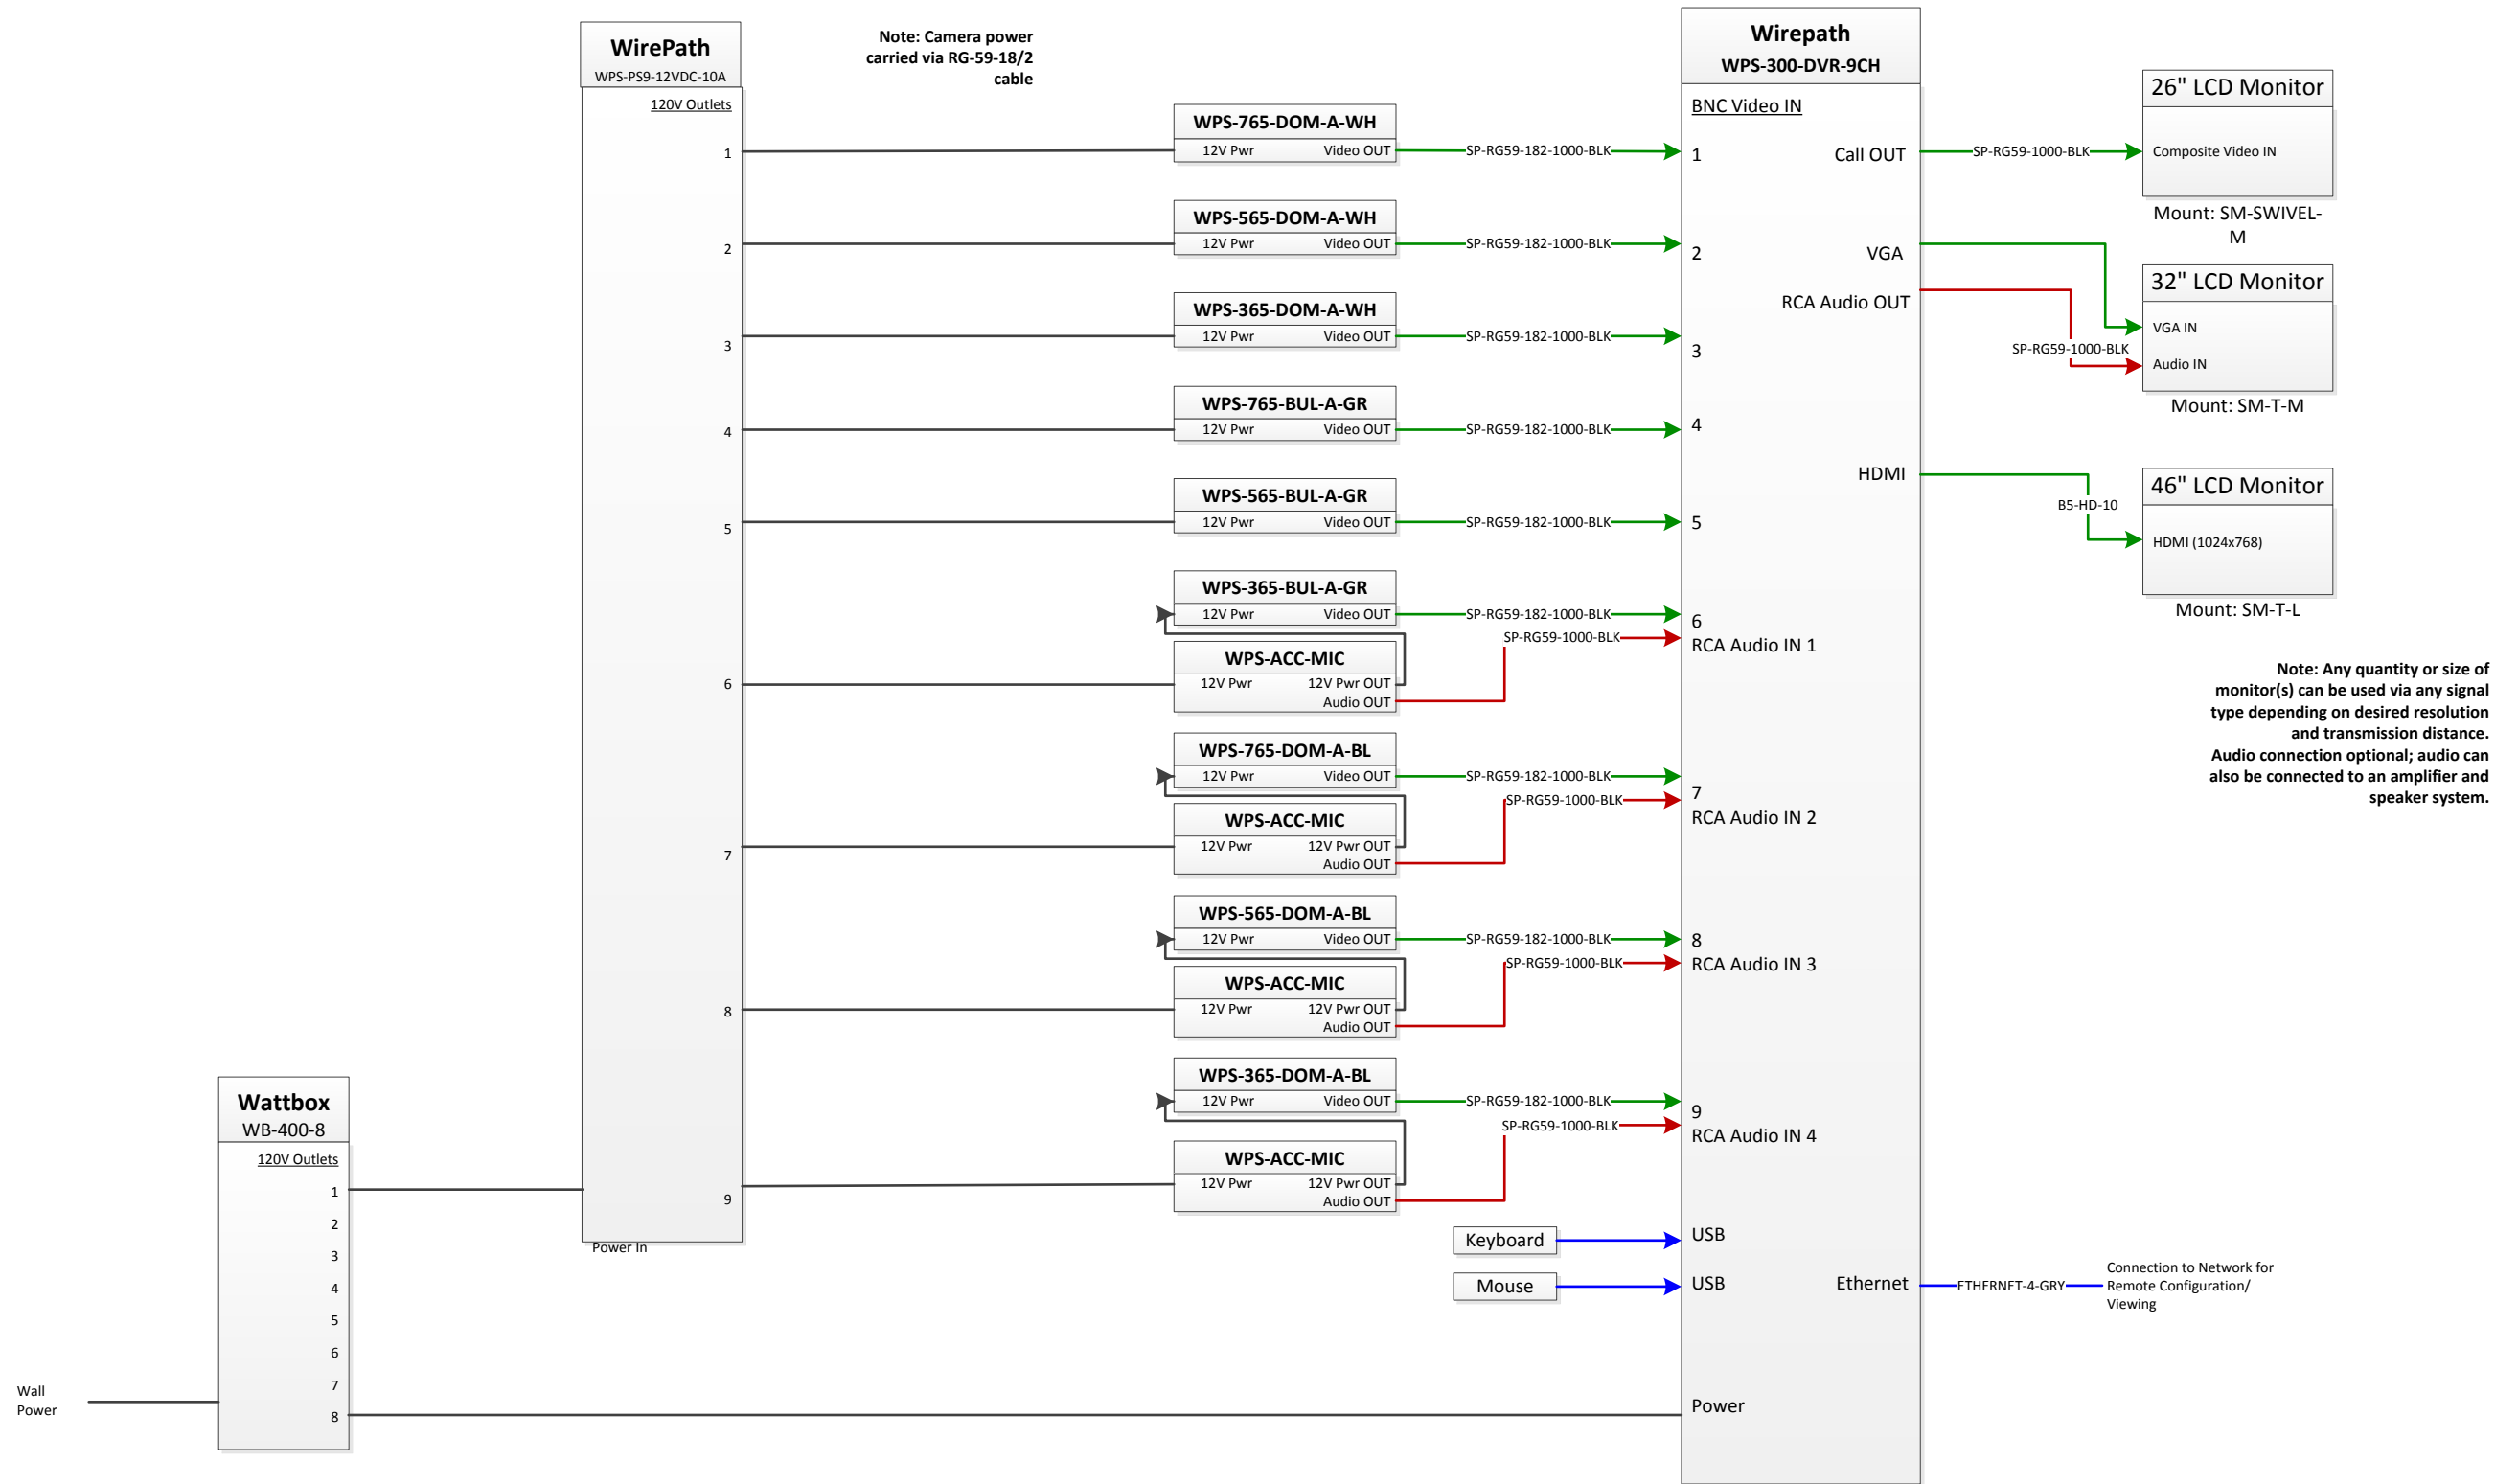 WirePath
WPS-PS9-12VDC-10A
120V Outlets
1
2
3
4
5
6
7
8
9
Power In
Note: Camera power
carried via RG-59-18/2
cable
Wattbox
WB-400-8
120V Outlets
1
2
3
4
5
6
7
8
Wall
Power
WPS-765-DOM-A-WH
12V Pwr Video OUT
SP-RG59-182-1000-BLK
WPS-565-DOM-A-WH
12V Pwr Video OUT
SP-RG59-182-1000-BLK
WPS-365-DOM-A-WH
12V Pwr Video OUT
SP-RG59-182-1000-BLK
WPS-765-BUL-A-GR
12V Pwr Video OUT
SP-RG59-182-1000-BLK
WPS-565-BUL-A-GR
12V Pwr Video OUT
SP-RG59-182-1000-BLK
WPS-365-BUL-A-GR
12V Pwr Video OUT
SP-RG59-182-1000-BLK
SP-RG59-1000-BLK
WPS-ACC-MIC
12V Pwr 12V Pwr OUT
Audio OUT
WPS-765-DOM-A-BL
12V Pwr Video OUT
SP-RG59-182-1000-BLK
SP-RG59-1000-BLK
WPS-ACC-MIC
12V Pwr 12V Pwr OUT
Audio OUT
WPS-565-DOM-A-BL
12V Pwr Video OUT
SP-RG59-182-1000-BLK
SP-RG59-1000-BLK
WPS-ACC-MIC
12V Pwr 12V Pwr OUT
Audio OUT
WPS-365-DOM-A-BL
12V Pwr Video OUT
SP-RG59-182-1000-BLK
SP-RG59-1000-BLK
WPS-ACC-MIC
12V Pwr 12V Pwr OUT
Audio OUT
Keyboard
Mouse
Wirepath
WPS-300-DVR-9CH
BNC Video IN
1 Call OUT
2 VGA
RCA Audio OUT
3
4
HDMI
5
6
RCA Audio IN 1
7
RCA Audio IN 2
8
RCA Audio IN 3
9
RCA Audio IN 4
USB
USB Ethernet
Power
SP-RG59-1000-BLK
26" LCD Monitor
Composite Video IN
Mount: SM-SWIVEL-
M
32" LCD Monitor
VGA IN
SP-RG59-1000-BLK
Audio IN
Mount: SM-T-M
46" LCD Monitor
B5-HD-10
HDMI (1024x768)
Mount: SM-T-L
Note: Any quantity or size of
monitor(s) can be used via any signal
type depending on desired resolution
and transmission distance.
Audio connection optional; audio can
also be connected to an amplifier and
speaker system.
ETHERNET-4-GRY
Connection to Network for
Remote Configuration/
Viewing